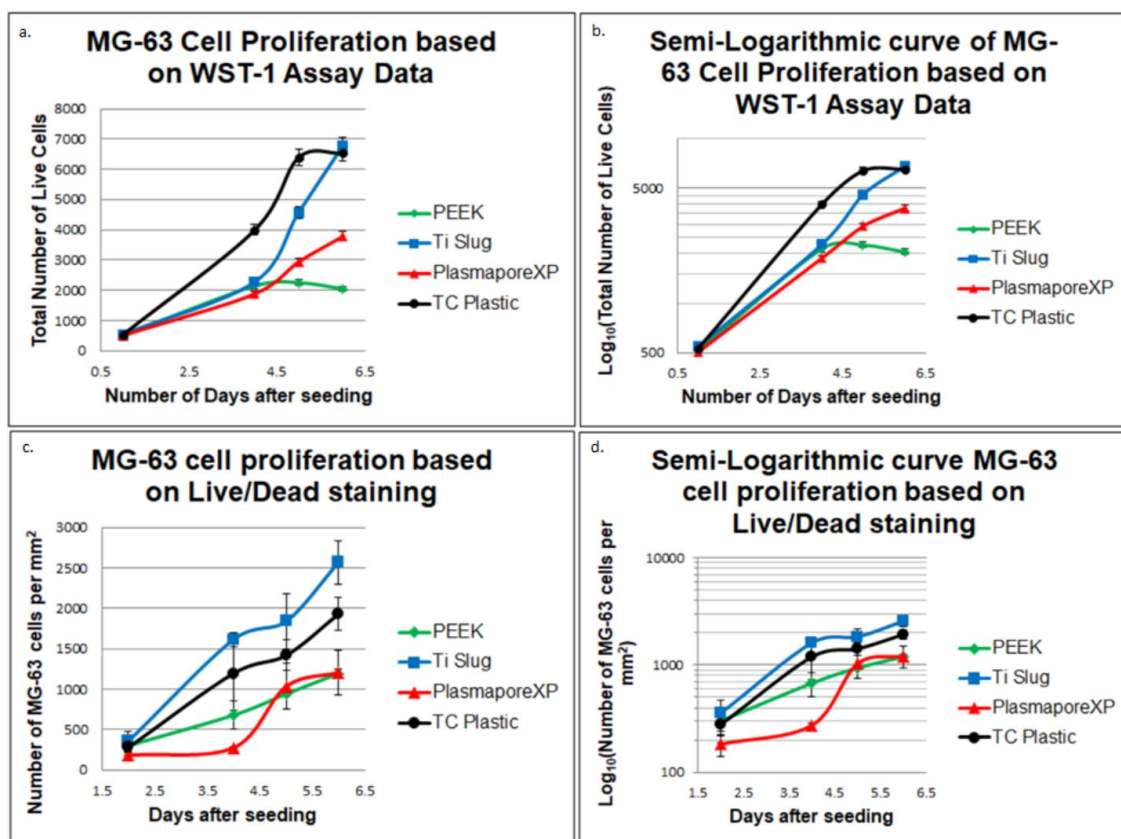 a.
MG-63 Cell Proliferation based
on WST-1 Assay Data
Total Number of Live Cells
8000
7000
6000
5000
4000
3000
2000
1000
0
0.5
2.5
4.5
6.5
Number of Days after seeding
PEEK
Ti Slug
PlasmaporeXP
TC Plastic
b.
Semi-Logarithmic curve of MG-
63 Cell Proliferation based on
WST-1 Assay Data
Log₁₀(Total Number of Live Cells)
5000
500
0.5
2.5
4.5
6.5
Number of Days after seeding
PEEK
Ti Slug
PlasmaporeXP
TC Plastic
c.
MG-63 cell proliferation based
on Live/Dead staining
Number of MG-63 cells per mm²
3000
2500
2000
1500
1000
500
0
1.5
2.5
3.5
4.5
5.5
6.5
Days after seeding
PEEK
Ti Slug
PlasmaporeXP
TC Plastic
d.
Semi-Logarithmic curve MG-63
cell proliferation based on
Live/Dead staining
Log₁₀(Number of MG-63 cells per
mm²)
10000
1000
100
1.5
2.5
3.5
4.5
5.5
6.5
Days after seeding
PEEK
Ti Slug
PlasmaporeXP
TC Plastic